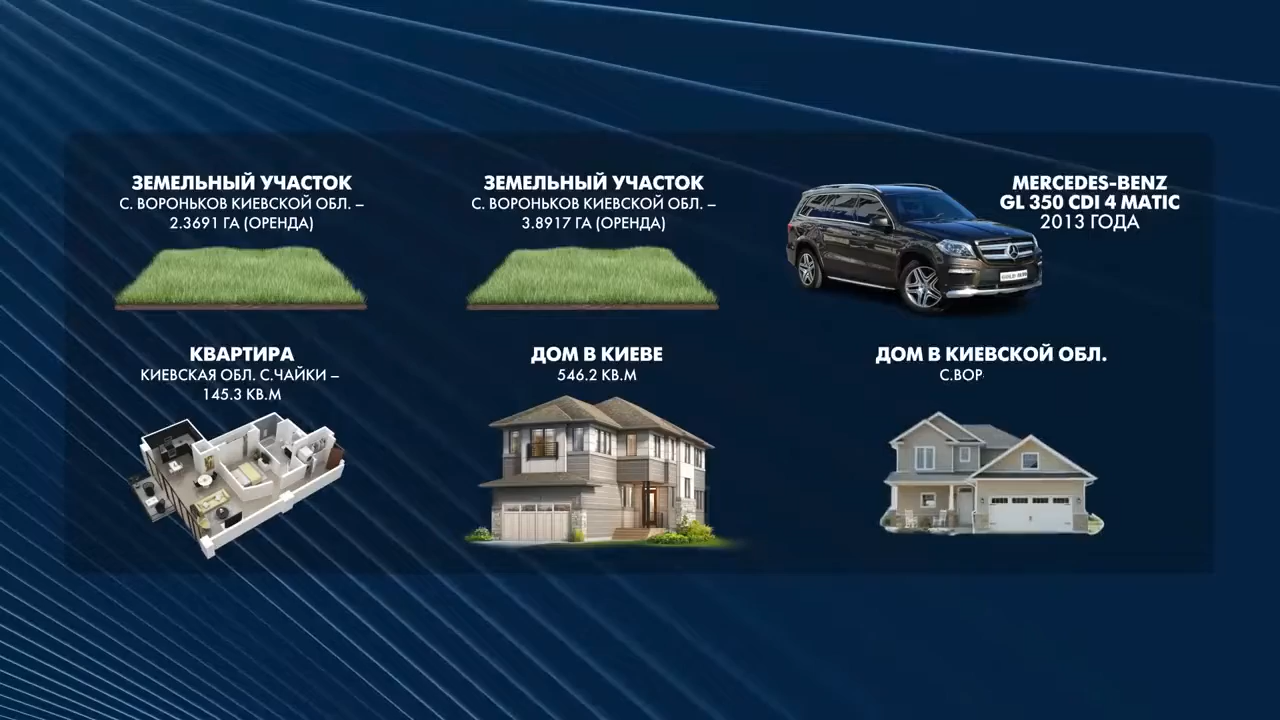 ЗЕМЕЛЬНЫЙ УЧАСТОК
С. ВОРОНЬКОВ КИЕВСКОЙ ОБЛ. –
2.3691 ГА (ОРЕНДА)
ЗЕМЕЛЬНЫЙ УЧАСТОК
С. ВОРОНЬКОВ КИЕВСКОЙ ОБЛ. –
3.8917 ГА (ОРЕНДА)
MERCEDES-BENZ
GL 350 CDI 4 MATIC
2013 ГОДА
КВАРТИРА
КИЕВСКАЯ ОБЛ. С.ЧАЙКИ –
145.3 КВ.М
ДОМ В КИЕВЕ
546.2 КВ.М
ДОМ В КИЕВСКОЙ ОБЛ.
С.ВОР